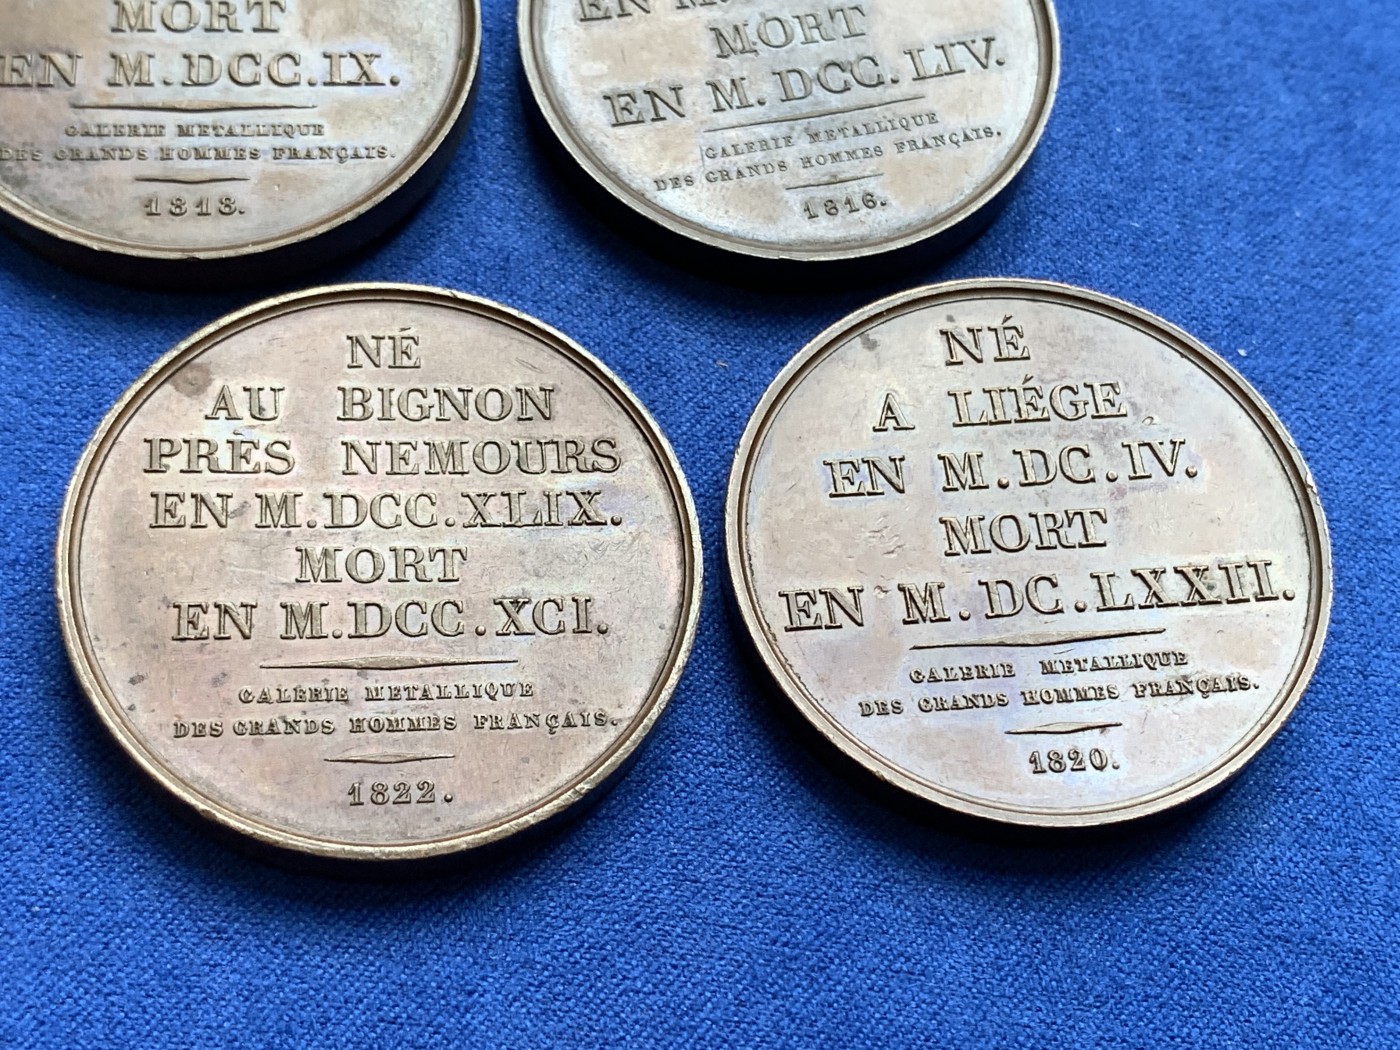 MORT
EN M.DCC.IX.
GALERIE METALLIQUE
DES GRANDS HOMMES FRANÇAIS.
1818.
EN M.
MORT
EN M.DCC.LIV.
GALERIE METALLIQUE
DES GRANDS HOMMES FRANÇAIS.
1816.
NÉ
AU BIGNON
PRÈS NEMOURS
EN M.DCC.XLIX.
MORT
EN M.DCC.XCI.
GALERIE METALLIQUE
DES GRANDS HOMMES FRANÇAIS.
1822.
NÉ
A LIÉGE
EN M.DC.IV.
MORT
EN M.DC.LXXII.
GALERIE METALLIQUE
DES GRANDS HOMMES FRANÇAIS.
1820.